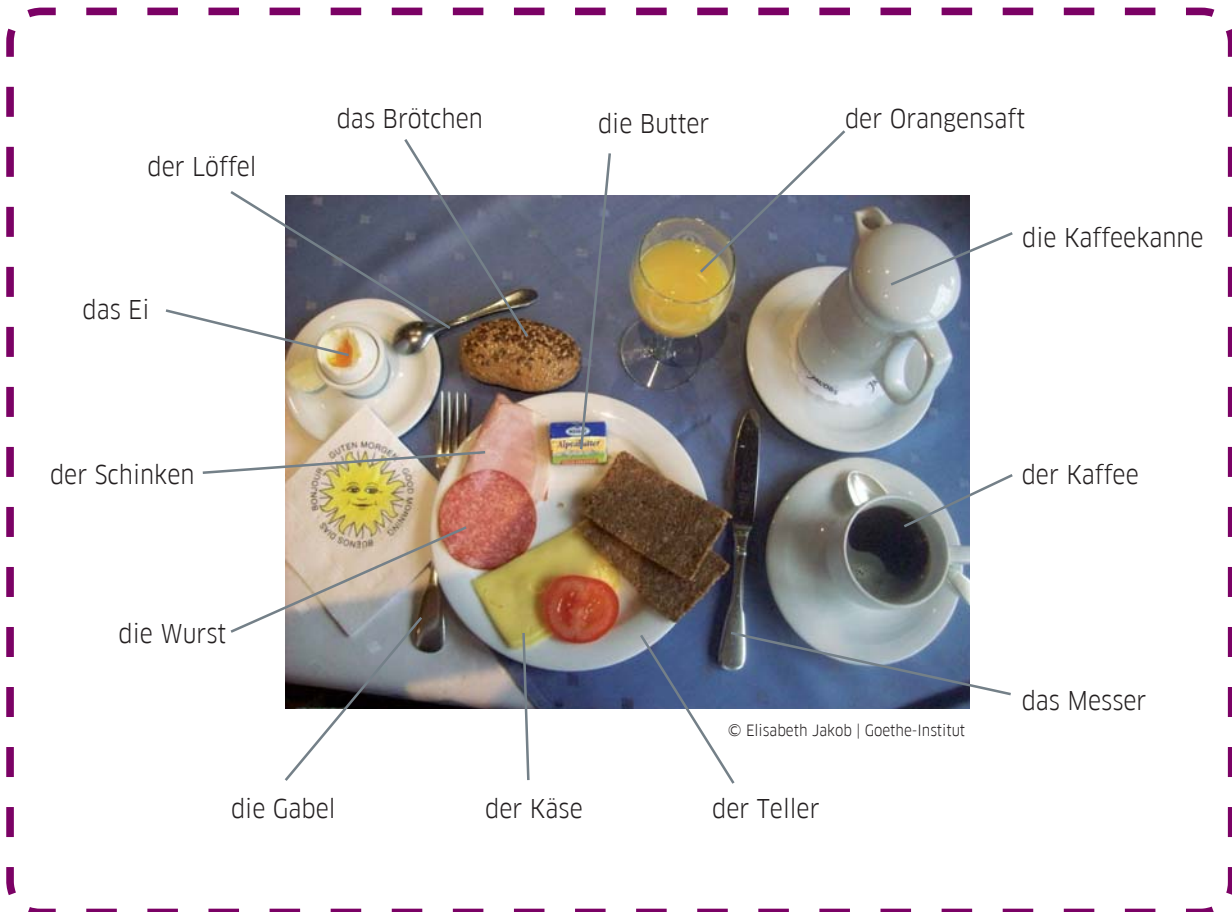 das Brötchen
die Butter
der Orangensaft
der Löffel
die Kaffeekanne
das Ei
GUTEN MORGEN
GOOD MORNING
BUENOS DIAS
BONJOUR
der Schinken
der Kaffee
die Wurst
das Messer
© Elisabeth Jakob | Goethe-Institut
die Gabel
der Käse
der Teller